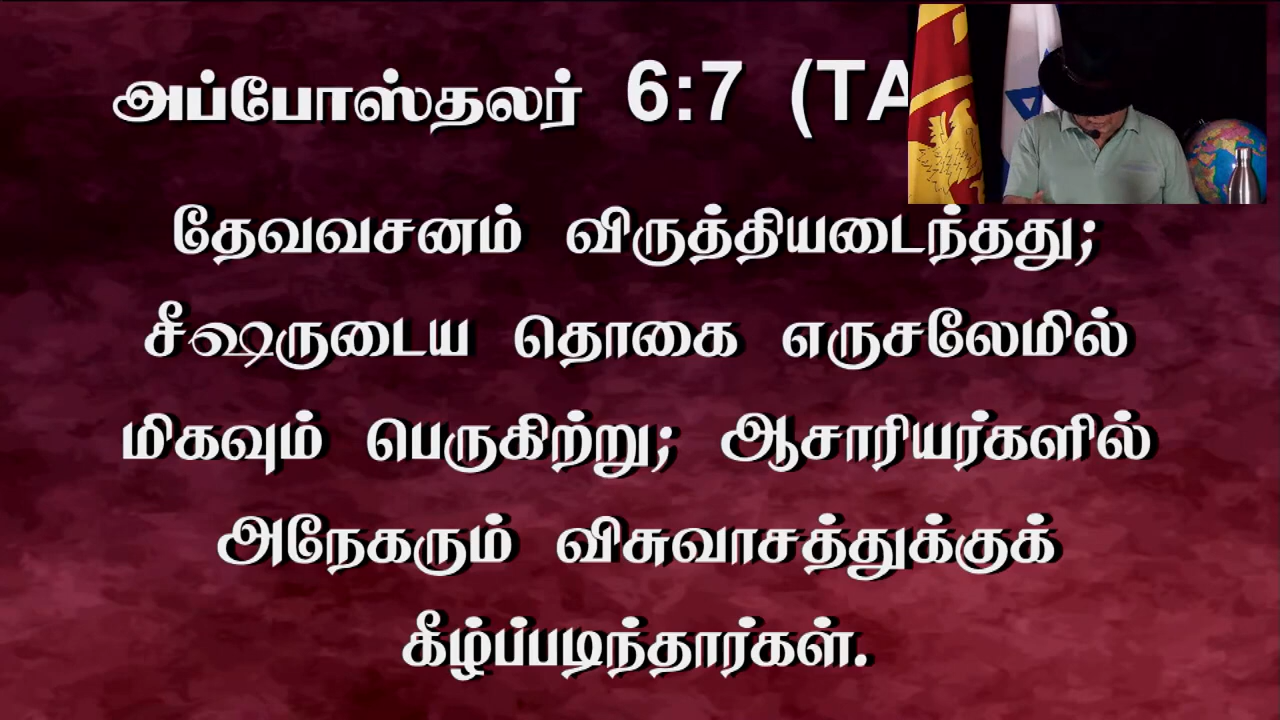 அப்போஸ்தலர் 6:7 (TA
தேவவசனம் விருத்தியடைந்தது;
சீஷருடைய தொகை எருசலேமில்
மிகவும் பெருகிற்று; ஆசாரியர்களில்
அநேகரும் விசுவாசத்துக்குக்
கீழ்ப்படிந்தார்கள்.